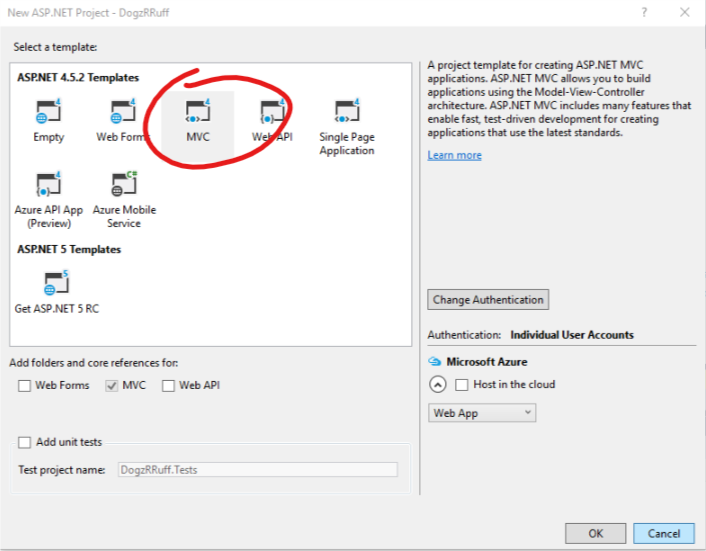 New ASP.NET Project - DogzRRuff
?
Select a template:
ASP.NET 4.5.2 Templates
Empty
Web Forms
MVC
Web API
Single Page
Application
Azure API App
(Preview)
Azure Mobile
Service
ASP.NET 5 Templates
Get ASP.NET 5 RC
Add folders and core references for:
Web Forms
MVC
Web API
Add unit tests
Test project name:
DogzRRuff.Tests
A project template for creating ASP.NET MVC
applications. ASP.NET MVC allows you to build
applications using the Model-View-Controller
architecture. ASP.NET MVC includes many features that
enable fast, test-driven development for creating
applications that use the latest standards.
Learn more
Change Authentication
Authentication: Individual User Accounts
Microsoft Azure
Host in the cloud
Web App
OK
Cancel